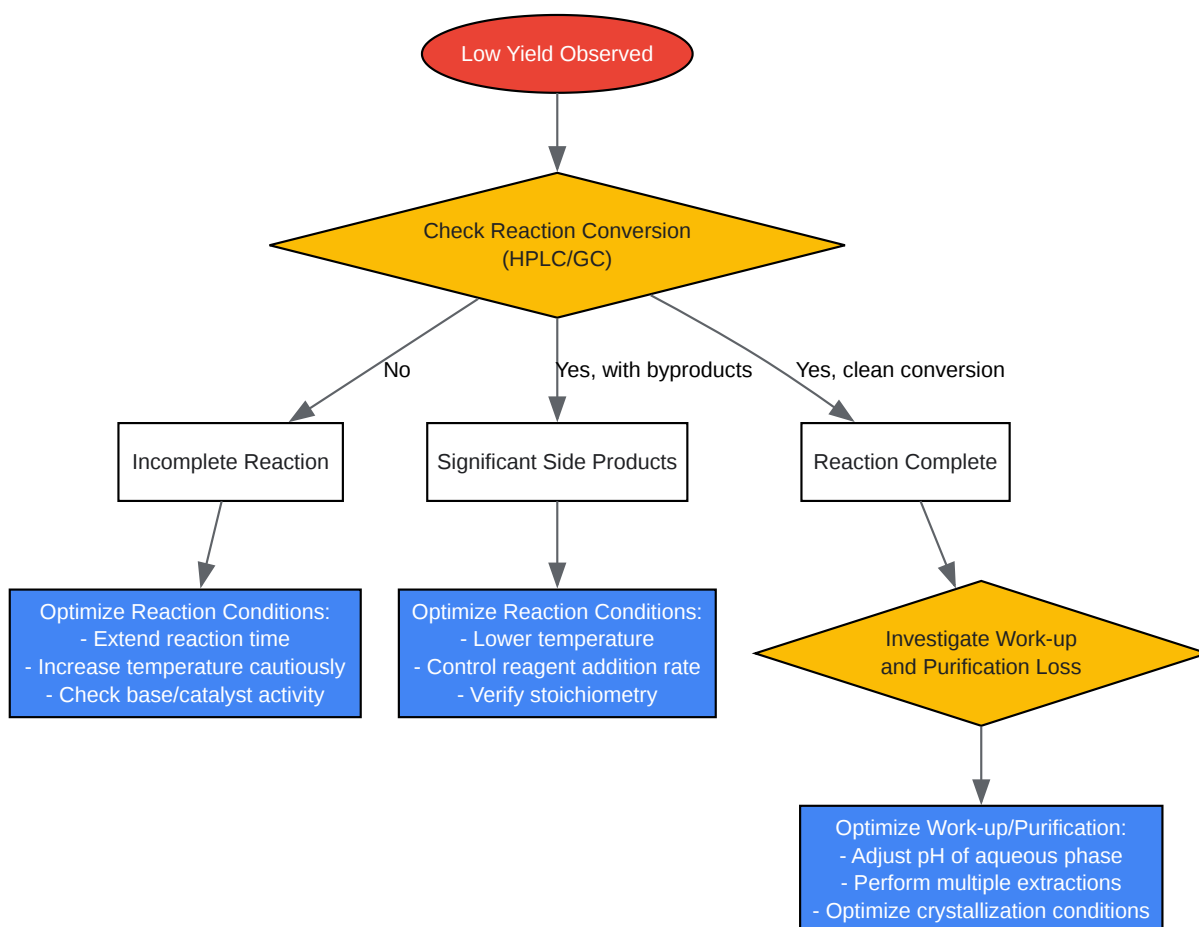 Low Yield Observed
Check Reaction Conversion
(HPLC/GC)
No
Yes, with byproducts
Yes, clean conversion
Incomplete Reaction
Significant Side Products
Reaction Complete
Optimize Reaction Conditions:
- Extend reaction time
- Increase temperature cautiously
- Check base/catalyst activity
Optimize Reaction Conditions:
- Lower temperature
- Control reagent addition rate
- Verify stoichiometry
Investigate Work-up
and Purification Loss
Optimize Work-up/Purification:
- Adjust pH of aqueous phase
- Perform multiple extractions
- Optimize crystallization conditions